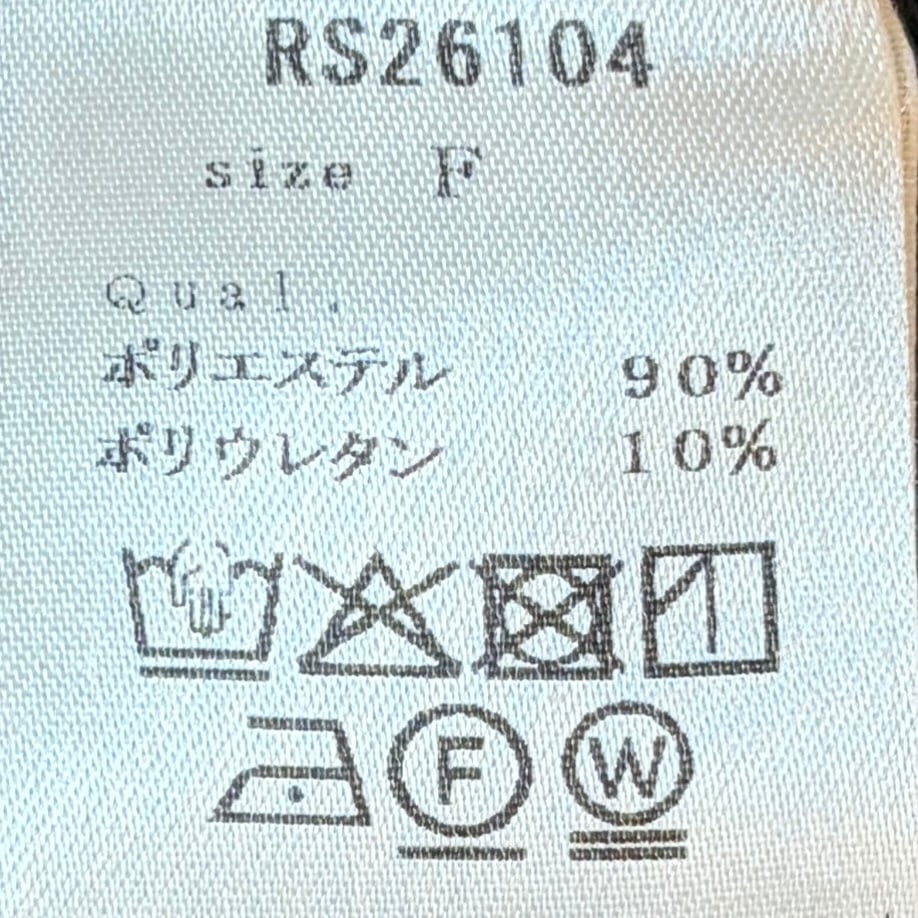 RS26104
size F
Qual.
ポリエステル 90%
ポリウレタン 10%
F W